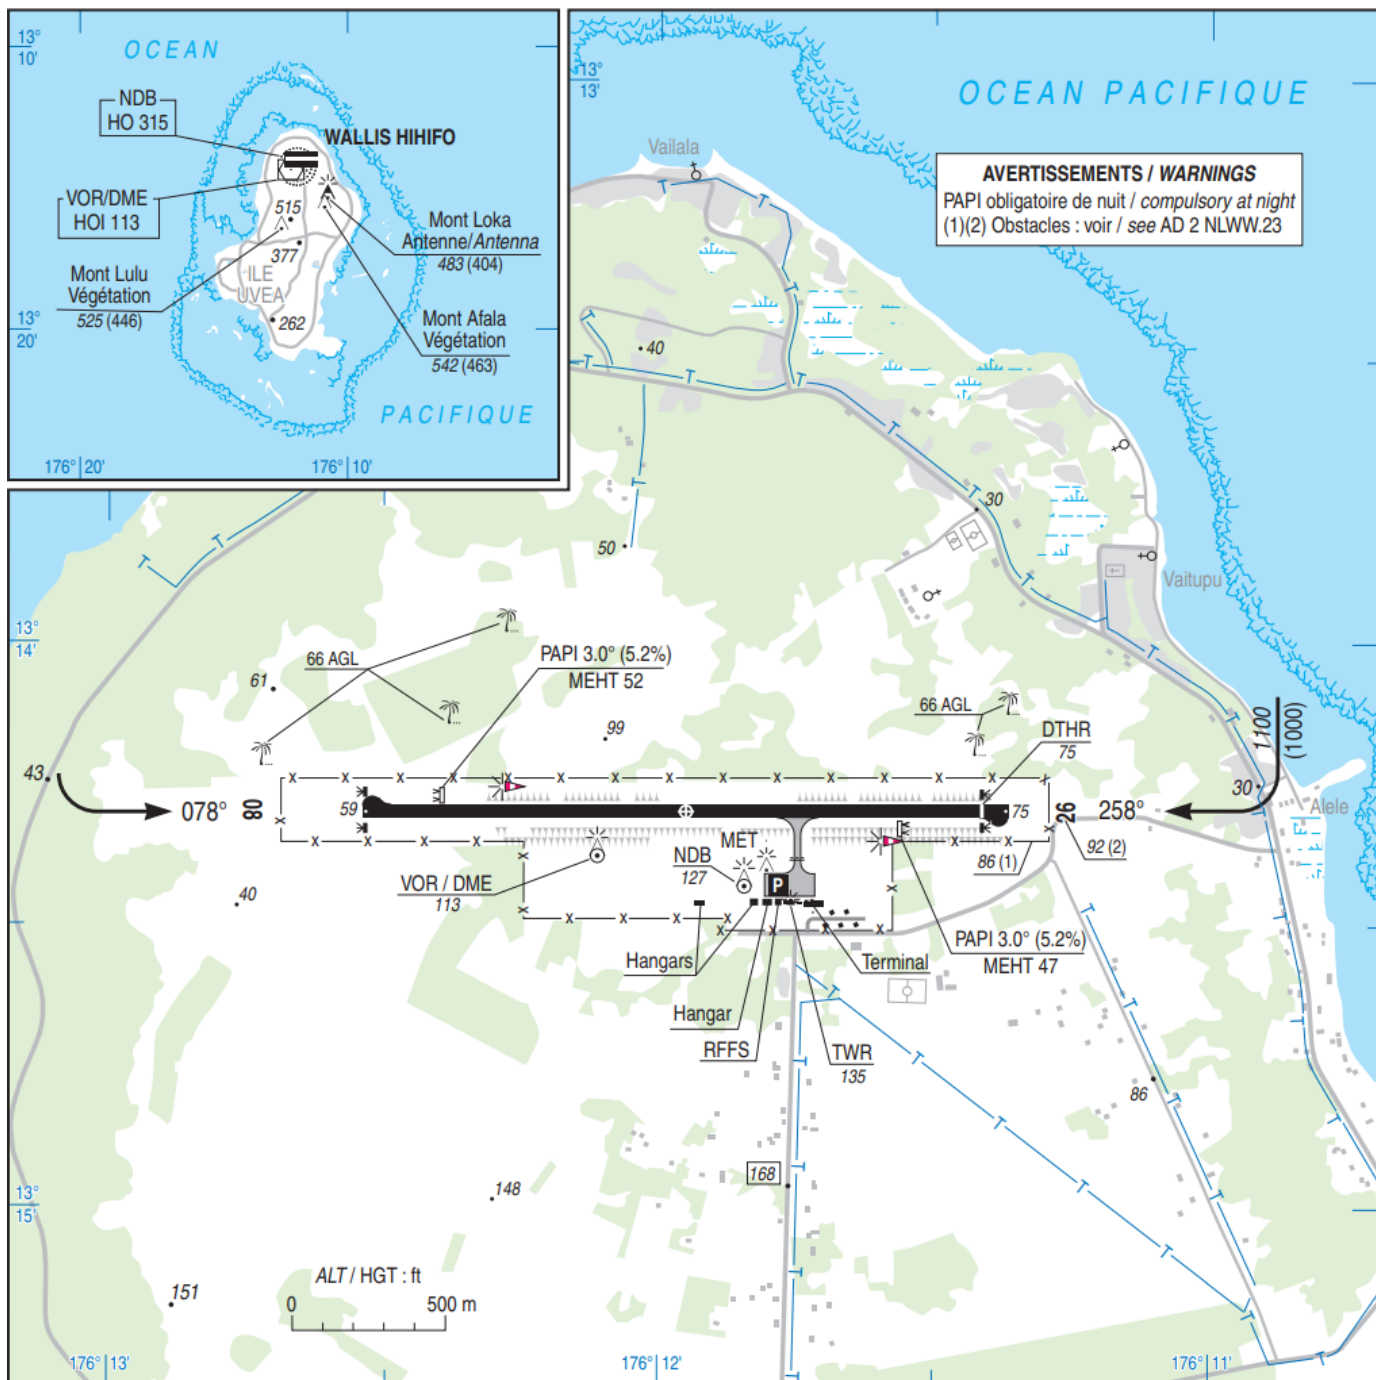 13°
10'
OCEAN
NDB
HO 315
WALLIS HIHIFO
VOR/DME
HOI 113
515
377
Mont Loka
Antenne/Antenna
483 (404)
Mont Lulu
Végétation
525 (446)
ILE
UVEA
262
Mont Afala
Végétation
542 (463)
13°
20'
PACIFIQUE
176° 20'
176° 10'
13°
13'
OCEAN PACIFIQUE
AVERTISSEMENTS / WARNINGS
PAPI obligatoire de nuit / compulsory at night
(1)(2) Obstacles : voir / see AD 2 NLWW.23
Vailala
40
T
T
T
T
T
T
T
T
T
T
T
T
30
50
Vaitupu
13°
14'
66 AGL
61
PAPI 3.0° (5.2%)
MEHT 52
99
66 AGL
DTHR
75
1100
(1000)
43
078°
08
59
75
26
258°
30
Alele
86 (1)
92 (2)
MET
NDB
127
P
VOR / DME
113
40
Hangars
Terminal
PAPI 3.0° (5.2%)
MEHT 47
Hangar
RFFS
TWR
135
86
T
T
T
T
T
T
T
T
T
T
T
T
T
T
148
168
13°
15'
151
ALT / HGT : ft
0
500 m
176° 13'
176° 12'
176° 11'